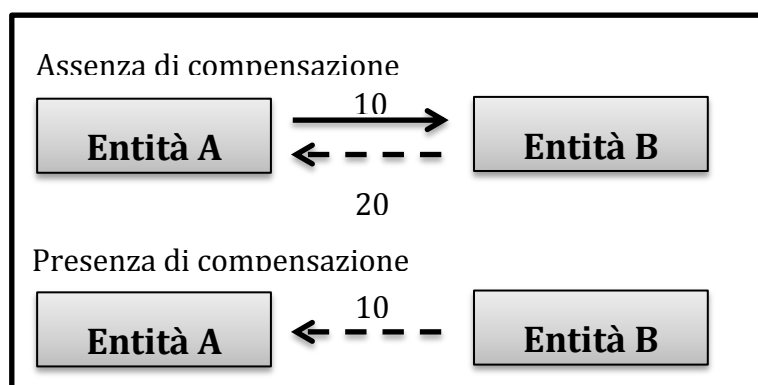 Assenza di compensazione
10
Entità A
Entità B
20
Presenza di compensazione
10
Entità A
Entità B